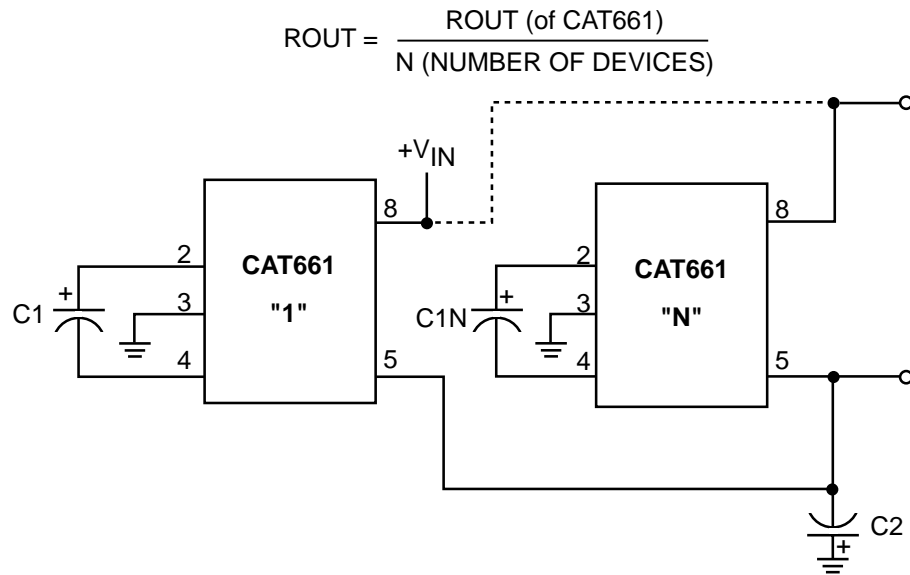 ROUT = ROUT (of CAT661)
N (NUMBER OF DEVICES)
+VIN
8
8
2
CAT661
2
CAT661
C1
+
3
"1"
C1N
+
3
"N"
4
5
4
5
C2
+